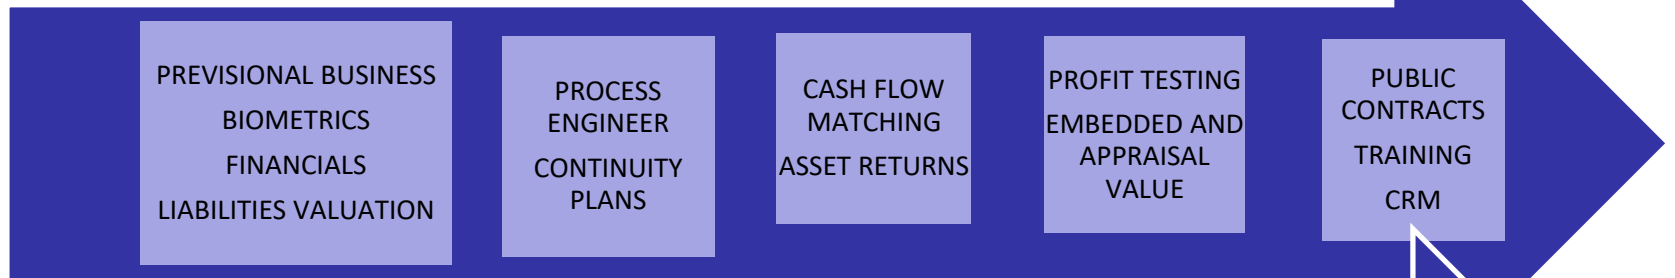 PREVISIONAL BUSINESS
BIOMETRICS
FINANCIALS
LIABILITIES VALUATION
PROCESS
ENGINEER
CONTINUITY
PLANS
CASH FLOW
MATCHING
ASSET RETURNS
PROFIT TESTING
EMBEDDED AND
APPRAISAL
VALUE
PUBLIC
CONTRACTS
TRAINING
CRM